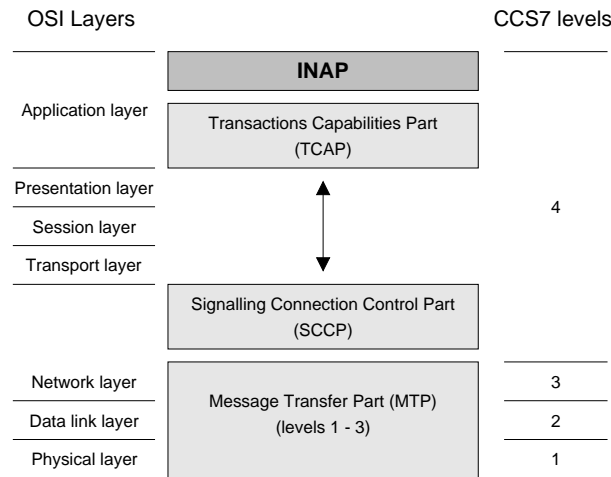 OSI Layers
CCS7 levels
INAP
Application layer
Transactions Capabilities Part
(TCAP)
Presentation layer
4
Session layer
Transport layer
Signalling Connection Control Part
(SCCP)
Network layer
3
Message Transfer Part (MTP)
(levels 1 - 3)
Data link layer
2
Physical layer
1